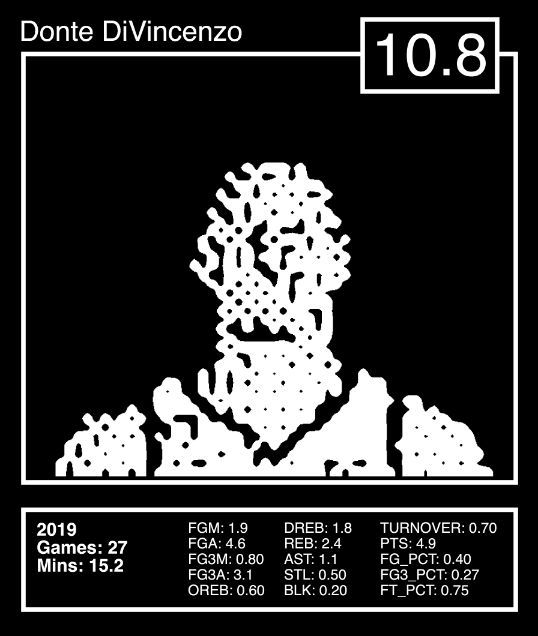 Donte DiVincenzo
10.8
2019
Games: 27
Mins: 15.2
FGM: 1.9
FGA: 4.6
FG3M: 0.80
FG3A: 3.1
OREB: 0.60
DREB: 1.8
REB: 2.4
AST: 1.1
STL: 0.50
BLK: 0.20
TURNOVER: 0.70
PTS: 4.9
FG_PCT: 0.40
FG3_PCT: 0.27
FT_PCT: 0.75